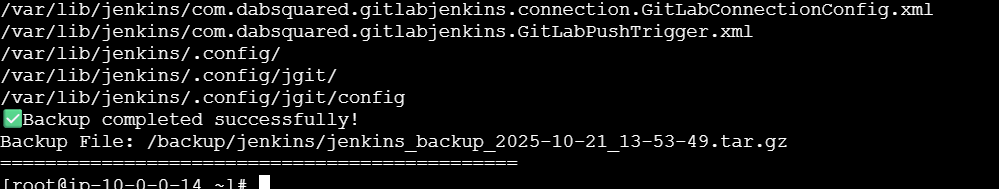 /var/lib/jenkins/com.dabsquared.gitlabjenkins.connection.GitLabConnectionConfig.xml
/var/lib/jenkins/com.dabsquared.gitlabjenkins.GitLabPushTrigger.xml
/var/lib/jenkins/.config/
/var/lib/jenkins/.config/jgit/
/var/lib/jenkins/.config/jgit/config
✅Backup completed successfully!
Backup File: /backup/jenkins/jenkins_backup_2025-10-21_13-53-49.tar.gz
================================================
[root@ip-10-0-0-14 ~]#